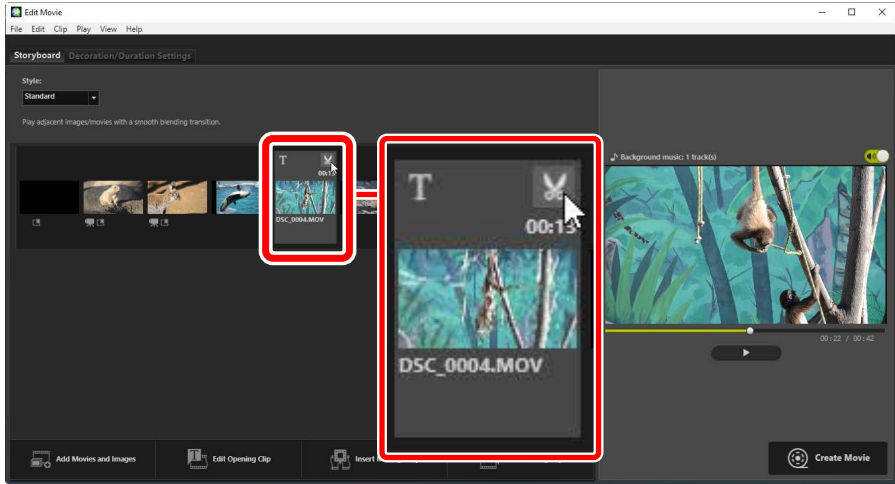 Edit Movie
File Edit Clip Play View Help
Storyboard Decoration/Duration Settings
Style:
Standard
Play adjacent images/movies with a smooth blending transition.
T
00:13
DSC_0004.MOV
T
00:13
DSC_0004.MOV
Background music: 1 track(s)
00:22 / 00:42
Add Movies and Images
Edit Opening Clip
Insert
Create Movie